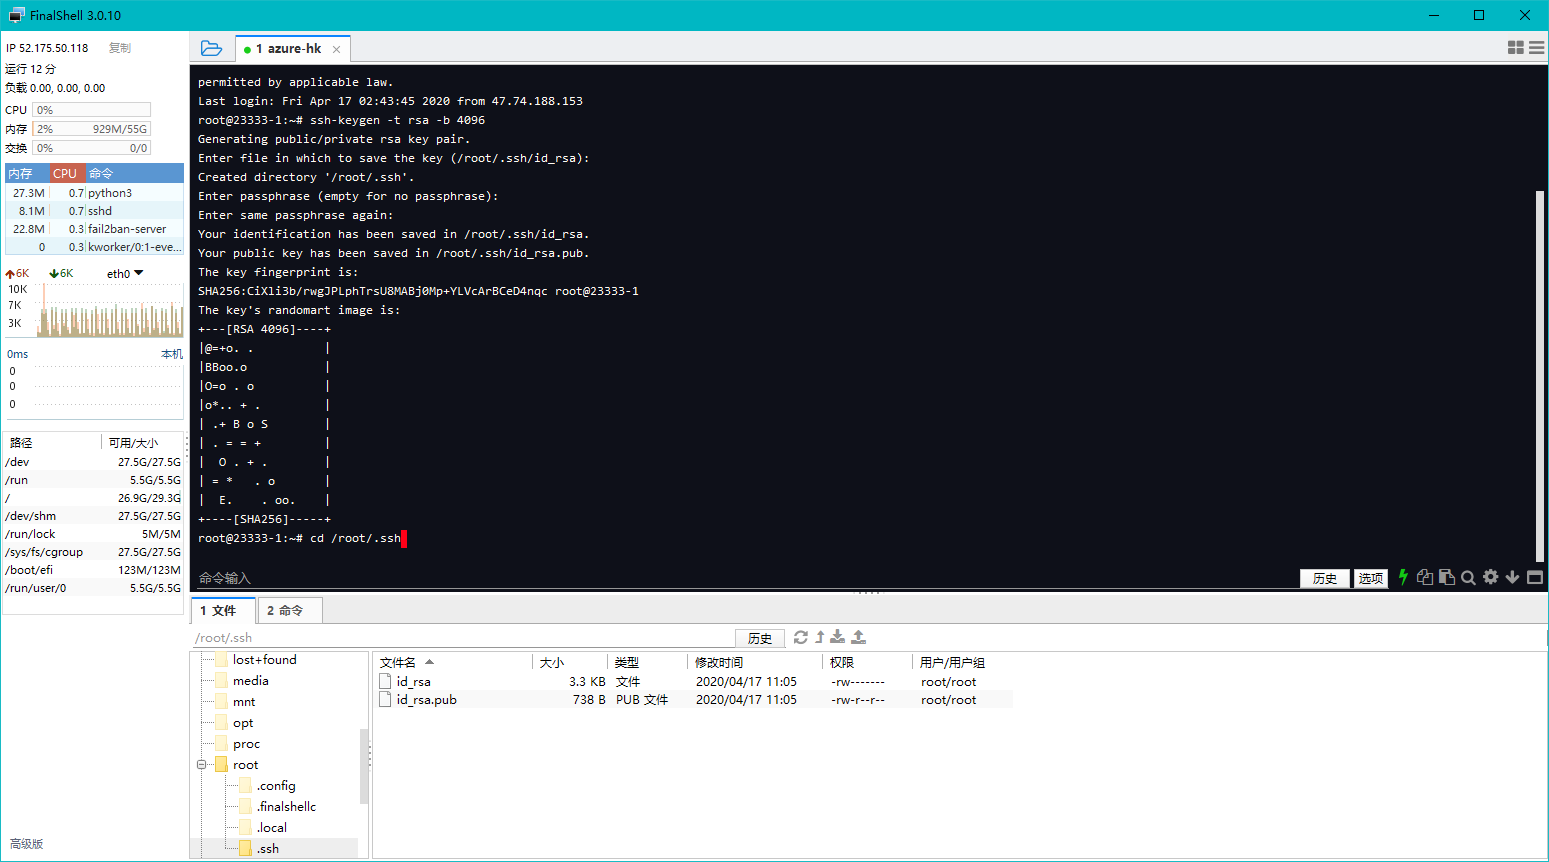 FinalShell 3.0.10
IP 52.175.50.118 复制
运行 12 分
负载 0.00, 0.00, 0.00
CPU 0%
内存 2% 929M/55G
交换 0% 0/0
内存 CPU 命令
27.3M 0.7 python3
8.1M 0.7 sshd
22.8M 0.3 fail2ban-server
0 0.3 kworker/0:1-eve...
6K 6K eth0
10K
7K
3K
0ms 本机
0
0
0
路径 可用/大小
/dev 27.5G/27.5G
/run 5.5G/5.5G
/ 26.9G/29.3G
/dev/shm 27.5G/27.5G
/run/lock 5M/5M
/sys/fs/cgroup 27.5G/27.5G
/boot/efi 123M/123M
/run/user/0 5.5G/5.5G
高级版
1 azure-hk
permitted by applicable law.
Last login: Fri Apr 17 02:43:45 2020 from 47.74.188.153
root@23333-1:~# ssh-keygen -t rsa -b 4096
Generating public/private rsa key pair.
Enter file in which to save the key (/root/.ssh/id_rsa):
Created directory '/root/.ssh'.
Enter passphrase (empty for no passphrase):
Enter same passphrase again:
Your identification has been saved in /root/.ssh/id_rsa.
Your public key has been saved in /root/.ssh/id_rsa.pub.
The key fingerprint is:
SHA256:CiXli3b/rwgJPLphTrsU8MABj0Mp+YLVcArBCeD4nqc root@23333-1
The key's randomart image is:
+---[RSA 4096]----+
|@=+o. .          |
|BBoo.o           |
|O=o . o          |
|o*.. + .         |
| .+ B o S        |
| . = = +         |
|  O . + .        |
| = *   . o       |
|  E.    . oo.    |
+----[SHA256]-----+
root@23333-1:~# cd /root/.ssh
命令输入 历史 选项
1 文件 2 命令
/root/.ssh 历史
lost+found
media
mnt
opt
proc
root
.config
.finalshellc
.local
.ssh
文件名 大小 类型 修改时间 权限 用户/用户组
id_rsa 3.3 KB 文件 2020/04/17 11:05 -rw------- root/root
id_rsa.pub 738 B PUB 文件 2020/04/17 11:05 -rw-r--r-- root/root